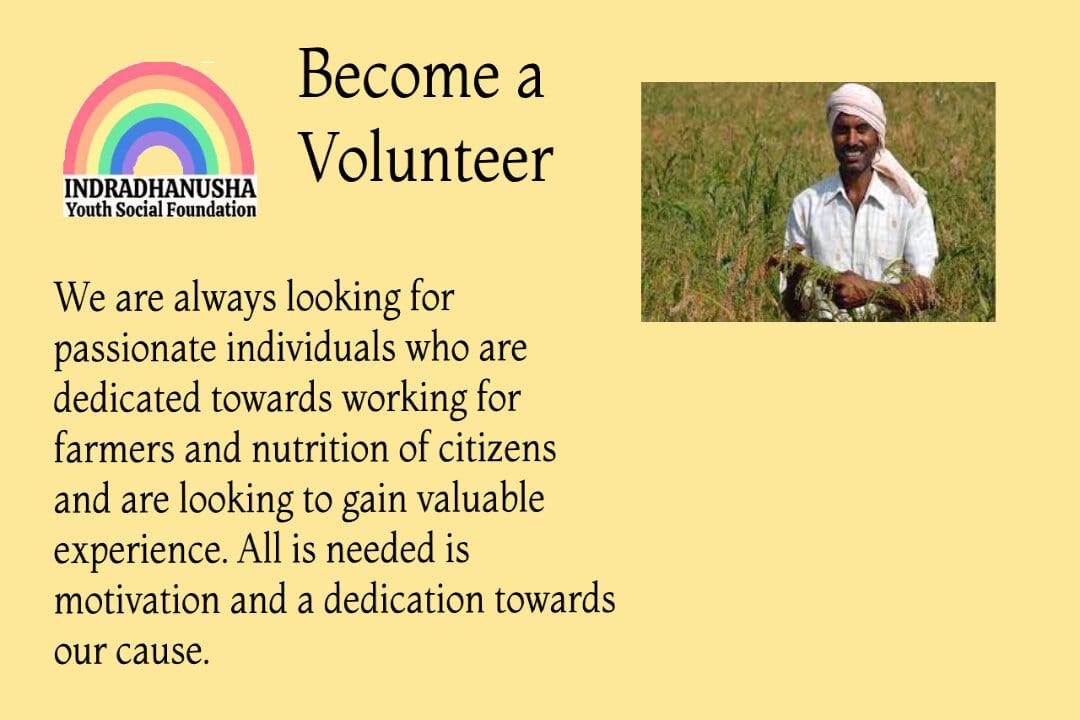 Become a
Volunteer
INDRADHANUSHA
Youth Social Foundation
We are always looking for
passionate individuals who are
dedicated towards working for
farmers and nutrition of citizens
and are looking to gain valuable
experience. All is needed is
motivation and a dedication towards
our cause.